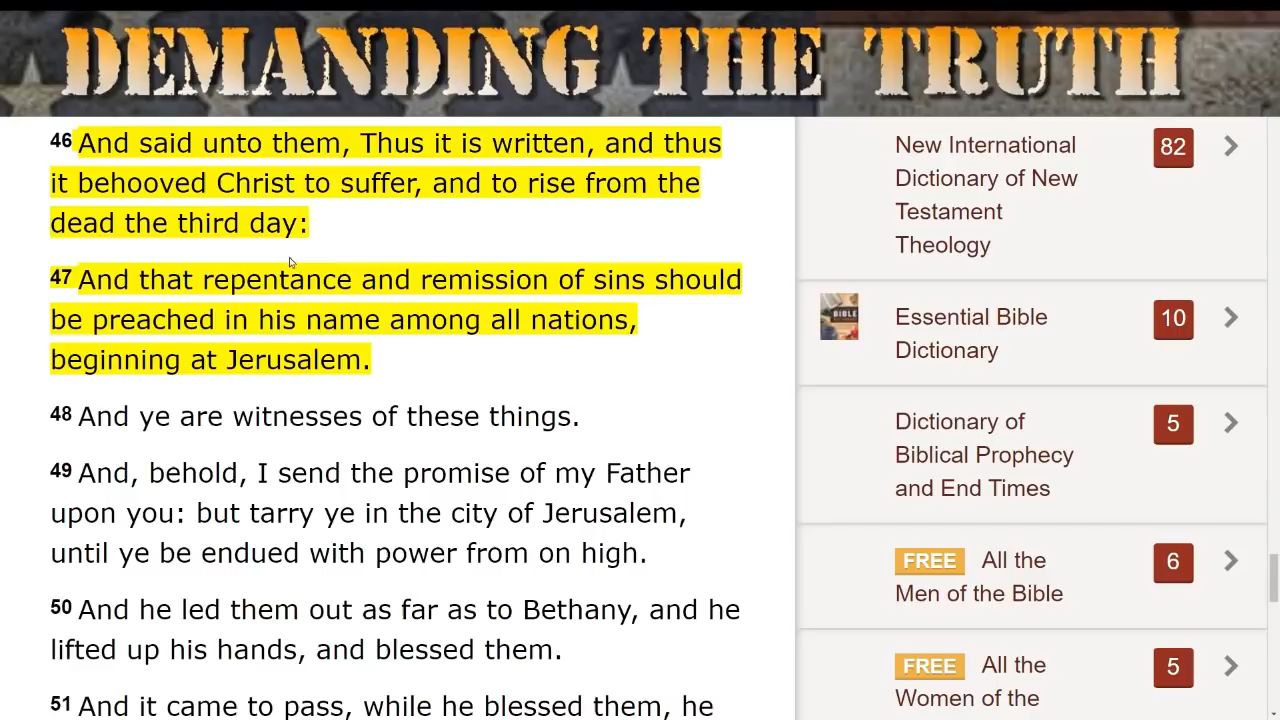 DEMANDING THE TRUTH
46 And said unto them, Thus it is written, and thus
it behooved Christ to suffer, and to rise from the
dead the third day:
47 And that repentance and remission of sins should
be preached in his name among all nations,
beginning at Jerusalem.
48 And ye are witnesses of these things.
49 And, behold, I send the promise of my Father
upon you: but tarry ye in the city of Jerusalem,
until ye be endued with power from on high.
50 And he led them out as far as to Bethany, and he
lifted up his hands, and blessed them.
51 And it came to pass, while he blessed them, he
New International 82
Dictionary of New
Testament
Theology
BIBLE
Essential Bible 10
Dictionary
Dictionary of 5
Biblical Prophecy
and End Times
FREE All the 6
Men of the Bible
FREE All the 5
Women of the